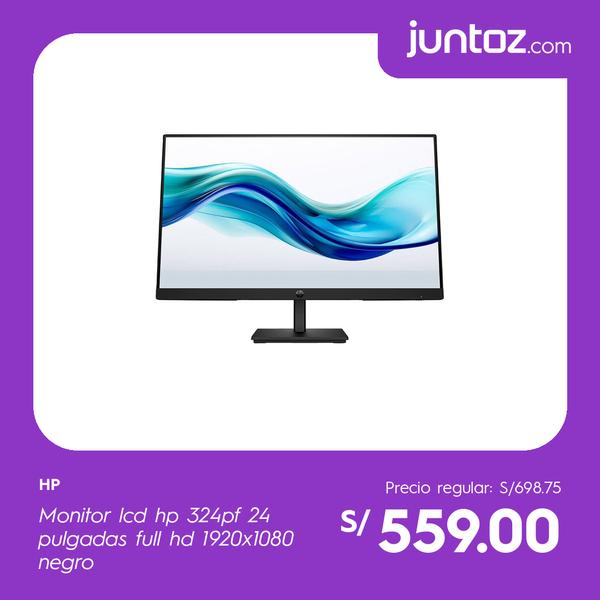 juntoz.com
HP
Monitor lcd hp 324pf 24
pulgadas full hd 1920x1080
negro
Precio regular: S/698.75
S/ 559.00